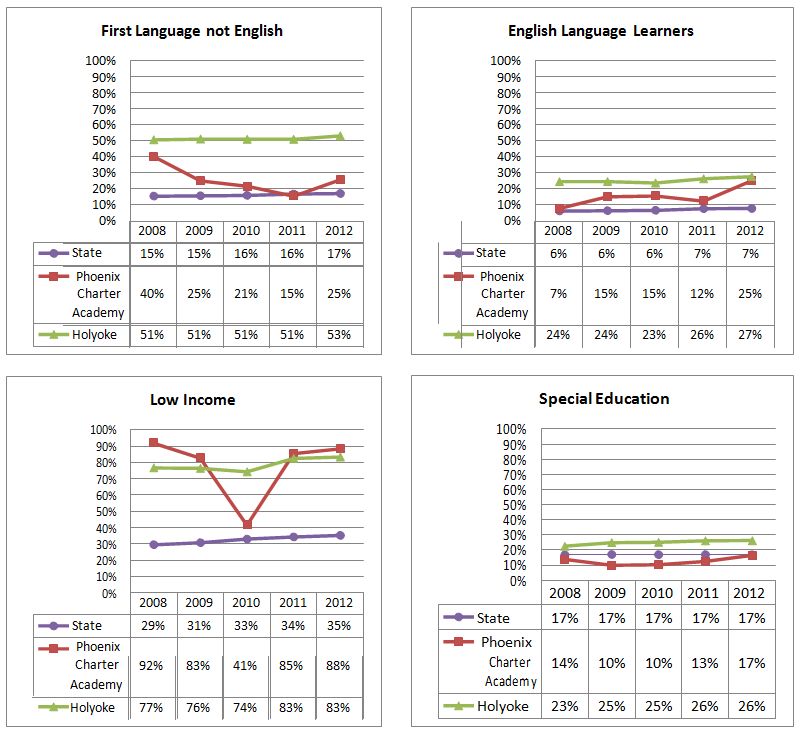 First Language not English
100%
90%
80%
70%
60%
50%
40%
30%
20%
10%
0%
2008 2009 2010 2011 2012
State 15% 15% 16% 16% 17%
Phoenix
Charter 40% 25% 21% 15% 25%
Academy
Holyoke 51% 51% 51% 51% 53%
English Language Learners
100%
90%
80%
70%
60%
50%
40%
30%
20%
10%
0%
2008 2009 2010 2011 2012
State 6% 6% 6% 7% 7%
Phoenix
Charter 7% 15% 15% 12% 25%
Academy
Holyoke 24% 24% 23% 26% 27%
Low Income
100%
90%
80%
70%
60%
50%
40%
30%
20%
10%
0%
2008 2009 2010 2011 2012
State 29% 31% 33% 34% 35%
Phoenix
Charter 92% 83% 41% 85% 88%
Academy
Holyoke 77% 76% 74% 83% 83%
Special Education
100%
90%
80%
70%
60%
50%
40%
30%
20%
10%
0%
2008 2009 2010 2011 2012
State 17% 17% 17% 17% 17%
Phoenix
Charter 14% 10% 10% 13% 17%
Academy
Holyoke 23% 25% 25% 26% 26%